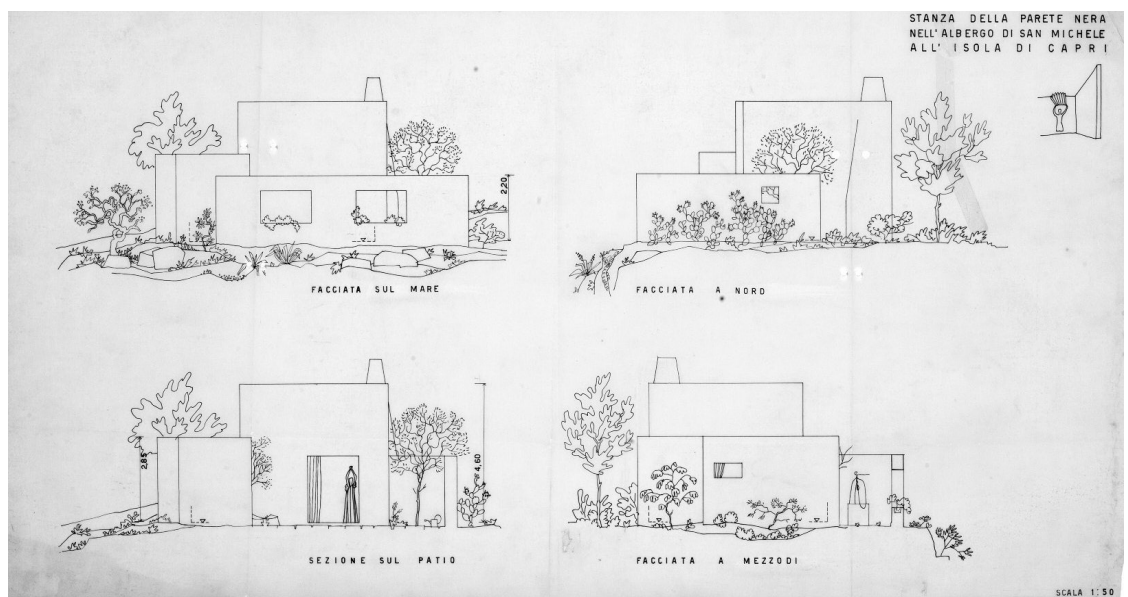 STANZA DELLA PARETE NERA
NELL'ALBERGO DI SAN MICHELE
ALL' ISOLA DI CAPRI
2,20
FACCIATA SUL MARE
FACCIATA A NORD
2,85
4,60
SEZIONE SUL PATIO
FACCIATA A MEZZODI
SCALA 1:50